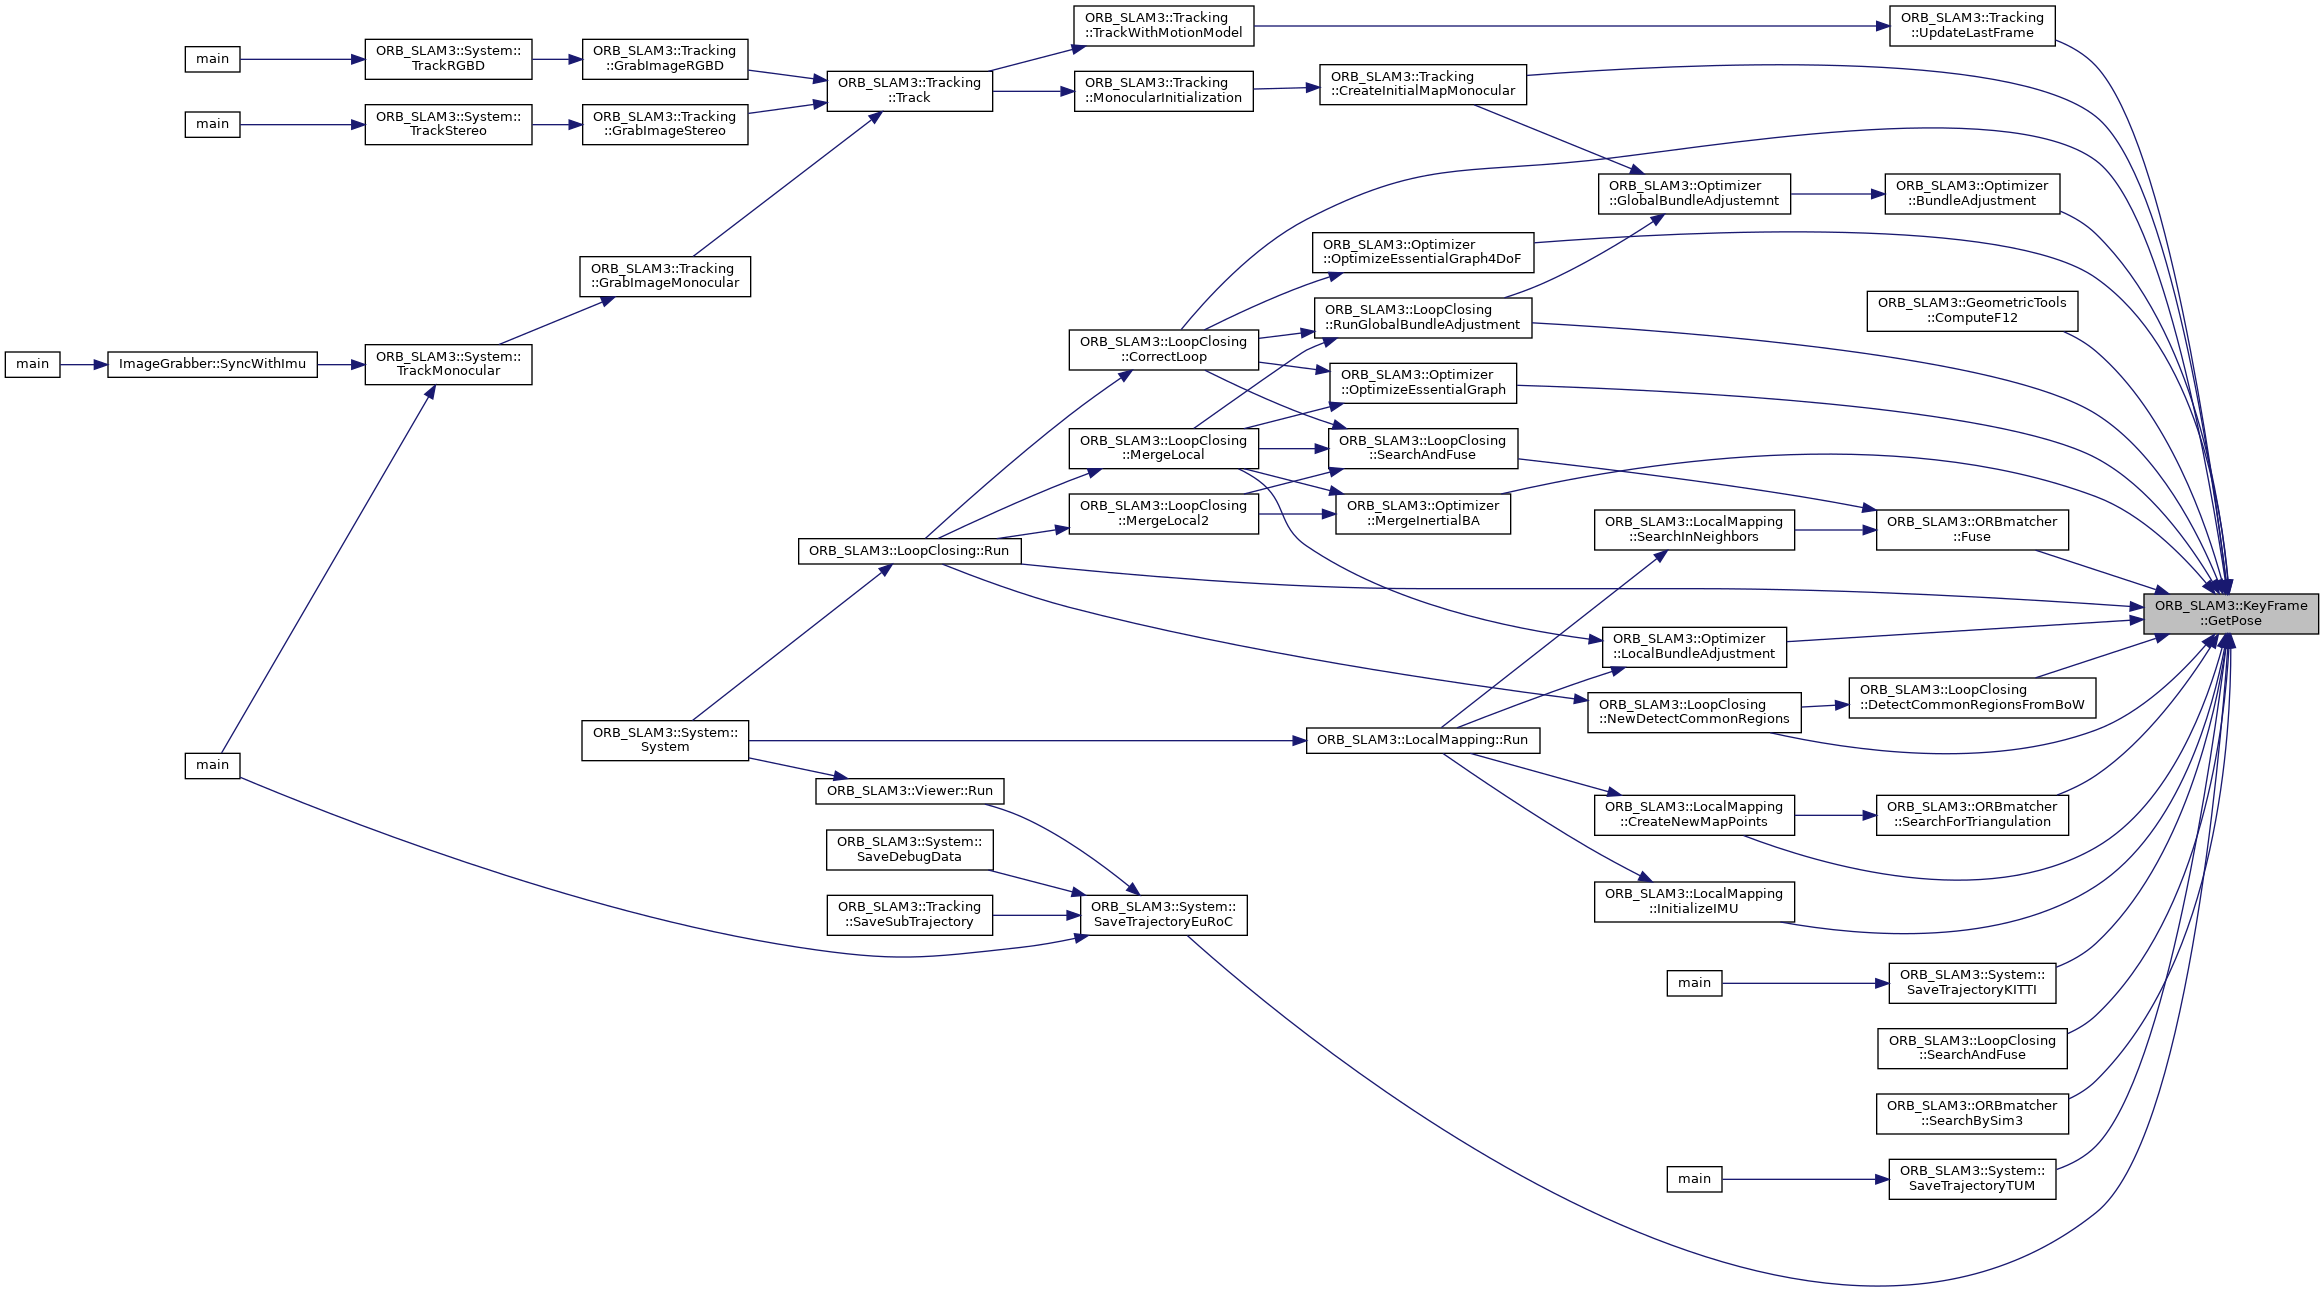 main
ImageGrabber::SyncWithImu
main
main
main
ORB_SLAM3::System::
TrackRGBD
ORB_SLAM3::System::
TrackStereo
ORB_SLAM3::System::
TrackMonocular
ORB_SLAM3::Tracking
::GrabImageRGBD
ORB_SLAM3::Tracking
::GrabImageStereo
ORB_SLAM3::Tracking
::GrabImageMonocular
ORB_SLAM3::System::
System
ORB_SLAM3::Tracking
::Track
ORB_SLAM3::LoopClosing::Run
ORB_SLAM3::Viewer::Run
ORB_SLAM3::System::
SaveDebugData
ORB_SLAM3::Tracking
::SaveSubTrajectory
ORB_SLAM3::Tracking
::TrackWithMotionModel
ORB_SLAM3::Tracking
::MonocularInitialization
ORB_SLAM3::LoopClosing
::CorrectLoop
ORB_SLAM3::LoopClosing
::MergeLocal
ORB_SLAM3::LoopClosing
::MergeLocal2
ORB_SLAM3::System::
SaveTrajectoryEuRoC
ORB_SLAM3::Tracking
::CreateInitialMapMonocular
ORB_SLAM3::Optimizer
::OptimizeEssentialGraph4DoF
ORB_SLAM3::LoopClosing
::RunGlobalBundleAdjustment
ORB_SLAM3::Optimizer
::OptimizeEssentialGraph
ORB_SLAM3::LoopClosing
::SearchAndFuse
ORB_SLAM3::Optimizer
::MergeInertialBA
ORB_SLAM3::LocalMapping::Run
ORB_SLAM3::Optimizer
::GlobalBundleAdjustemnt
ORB_SLAM3::LocalMapping
::SearchInNeighbors
ORB_SLAM3::Optimizer
::LocalBundleAdjustment
ORB_SLAM3::LoopClosing
::NewDetectCommonRegions
ORB_SLAM3::LocalMapping
::CreateNewMapPoints
ORB_SLAM3::LocalMapping
::InitializeIMU
main
main
ORB_SLAM3::Tracking
::UpdateLastFrame
ORB_SLAM3::Optimizer
::BundleAdjustment
ORB_SLAM3::GeometricTools
::ComputeF12
ORB_SLAM3::ORBmatcher
::Fuse
ORB_SLAM3::LoopClosing
::DetectCommonRegionsFromBoW
ORB_SLAM3::ORBmatcher
::SearchForTriangulation
ORB_SLAM3::System::
SaveTrajectoryKITTI
ORB_SLAM3::LoopClosing
::SearchAndFuse
ORB_SLAM3::ORBmatcher
::SearchBySim3
ORB_SLAM3::System::
SaveTrajectoryTUM
ORB_SLAM3::KeyFrame
::GetPose